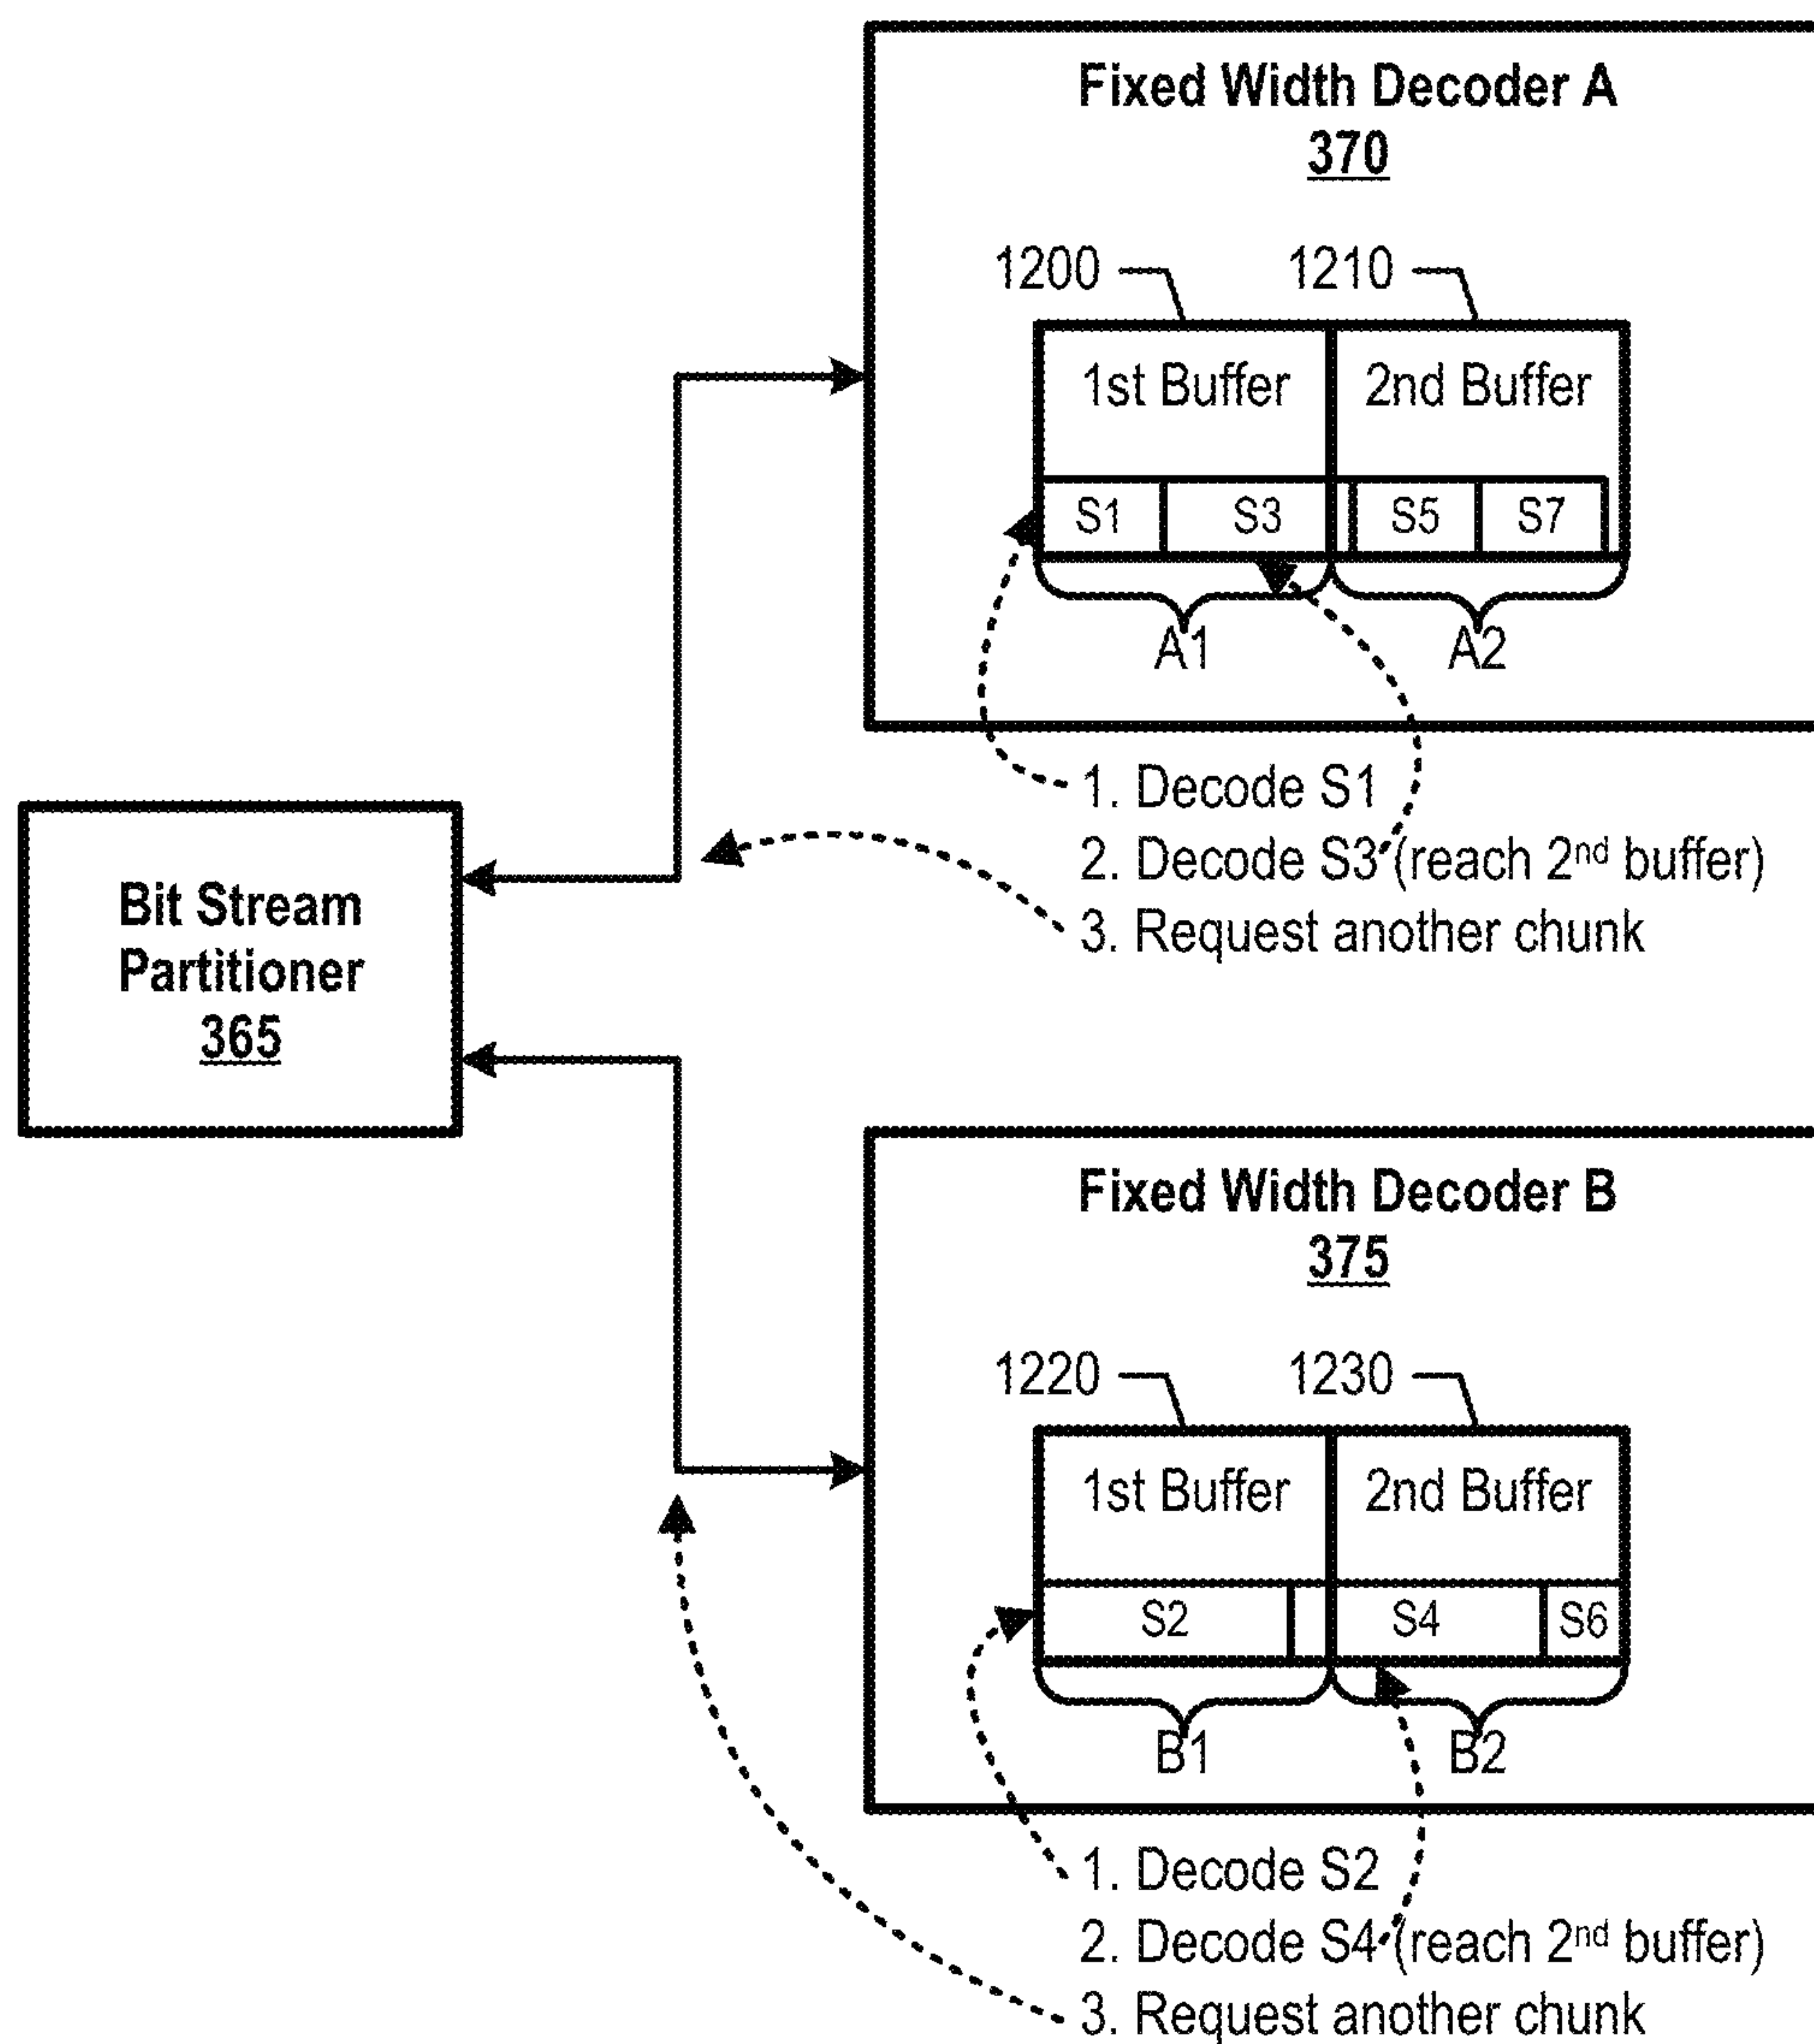 Fixed Width Decoder A
370
1200
1210
1st Buffer
2nd Buffer
S1
S3
S5
S7
A1
A2
1. Decode S1
2. Decode S3 (reach 2nd buffer)
3. Request another chunk
Bit Stream
Partitioner
365
Fixed Width Decoder B
375
1220
1230
1st Buffer
2nd Buffer
S2
S4
S6
B1
B2
1. Decode S2
2. Decode S4 (reach 2nd buffer)
3. Request another chunk